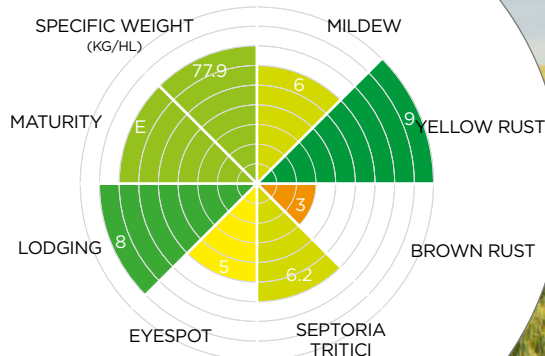 SPECIFIC WEIGHT
(KG/HL)
MILDEW
77.9
6
MATURITY
E
9
YELLOW RUST
LODGING
8
3
BROWN RUST
5
6.2
EYESPOT
SEPTORIA
TRITICI